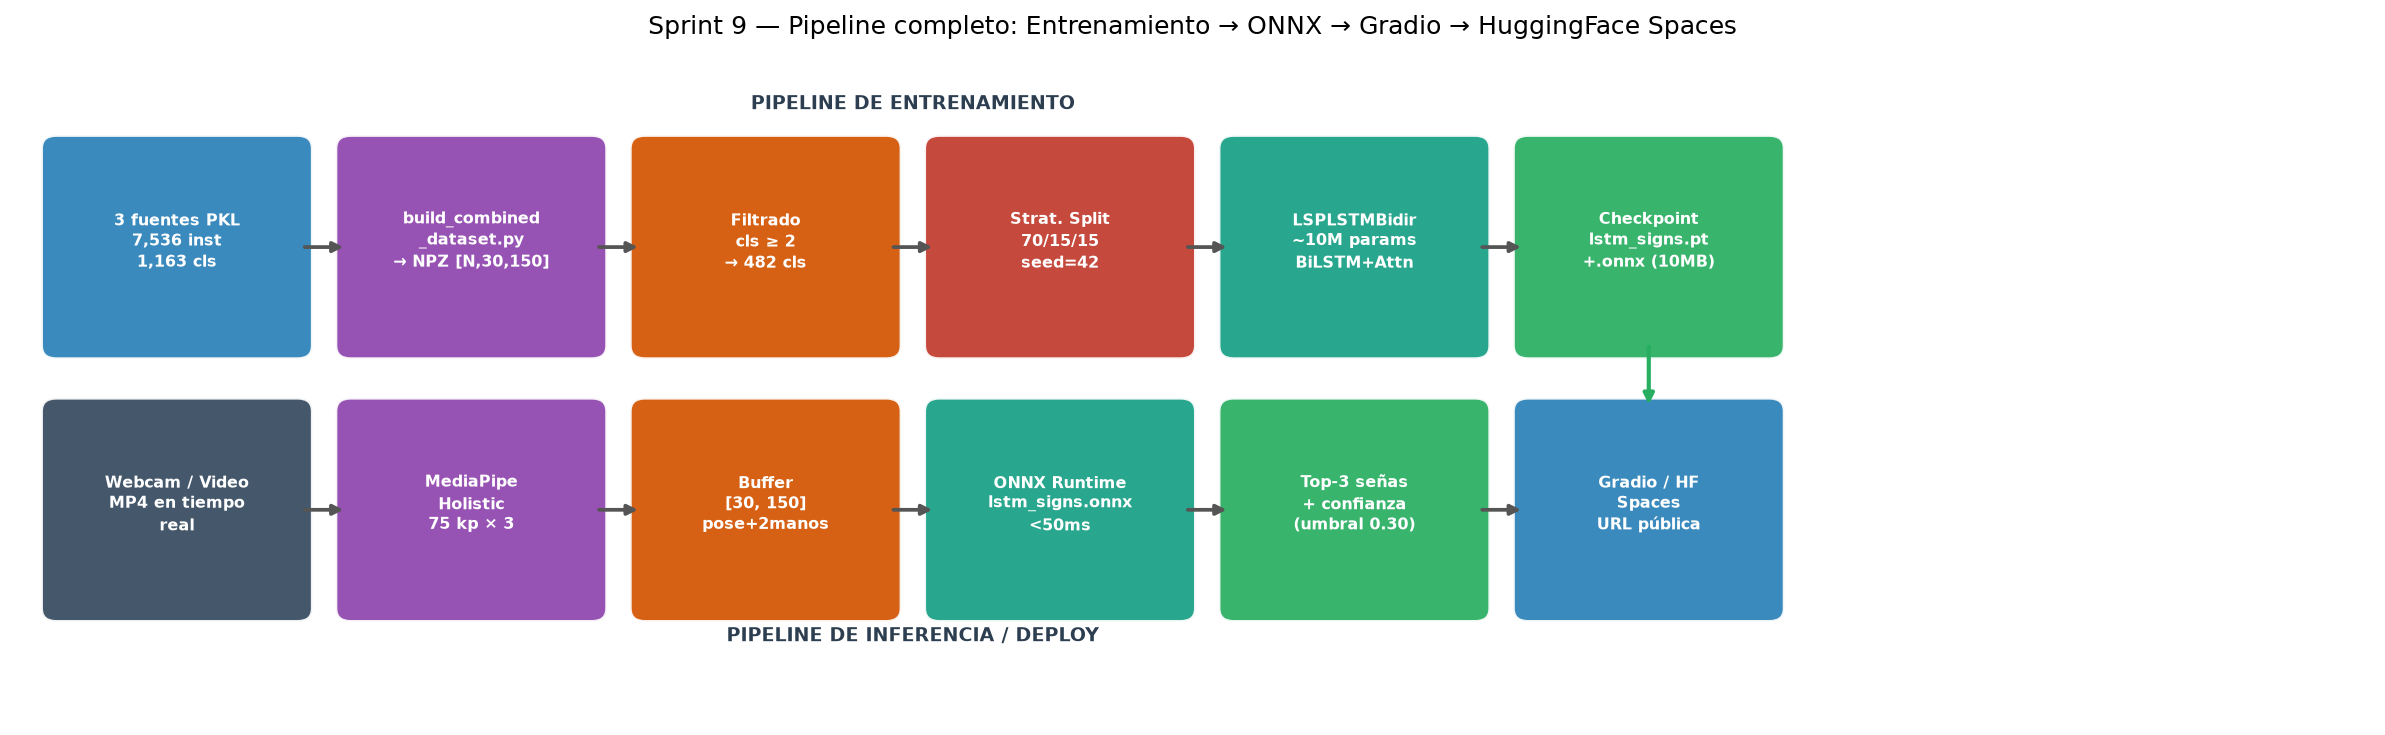 Sprint 9 — Pipeline completo: Entrenamiento → ONNX → Gradio → HuggingFace Spaces
PIPELINE DE ENTRENAMIENTO
3 fuentes PKL
7,536 inst
1,163 cls
build_combined
_dataset.py
→ NPZ [N,30,150]
Filtrado
cls ≥ 2
→ 482 cls
Strat. Split
70/15/15
seed=42
LSPLSTMBidir
~10M params
BiLSTM+Attn
Checkpoint
lstm_signs.pt
+.onnx (10MB)
Webcam / Video
MP4 en tiempo
real
MediaPipe
Holistic
75 kp × 3
Buffer
[30, 150]
pose+2manos
ONNX Runtime
lstm_signs.onnx
<50ms
Top-3 señas
+ confianza
(umbral 0.30)
Gradio / HF
Spaces
URL pública
PIPELINE DE INFERENCIA / DEPLOY